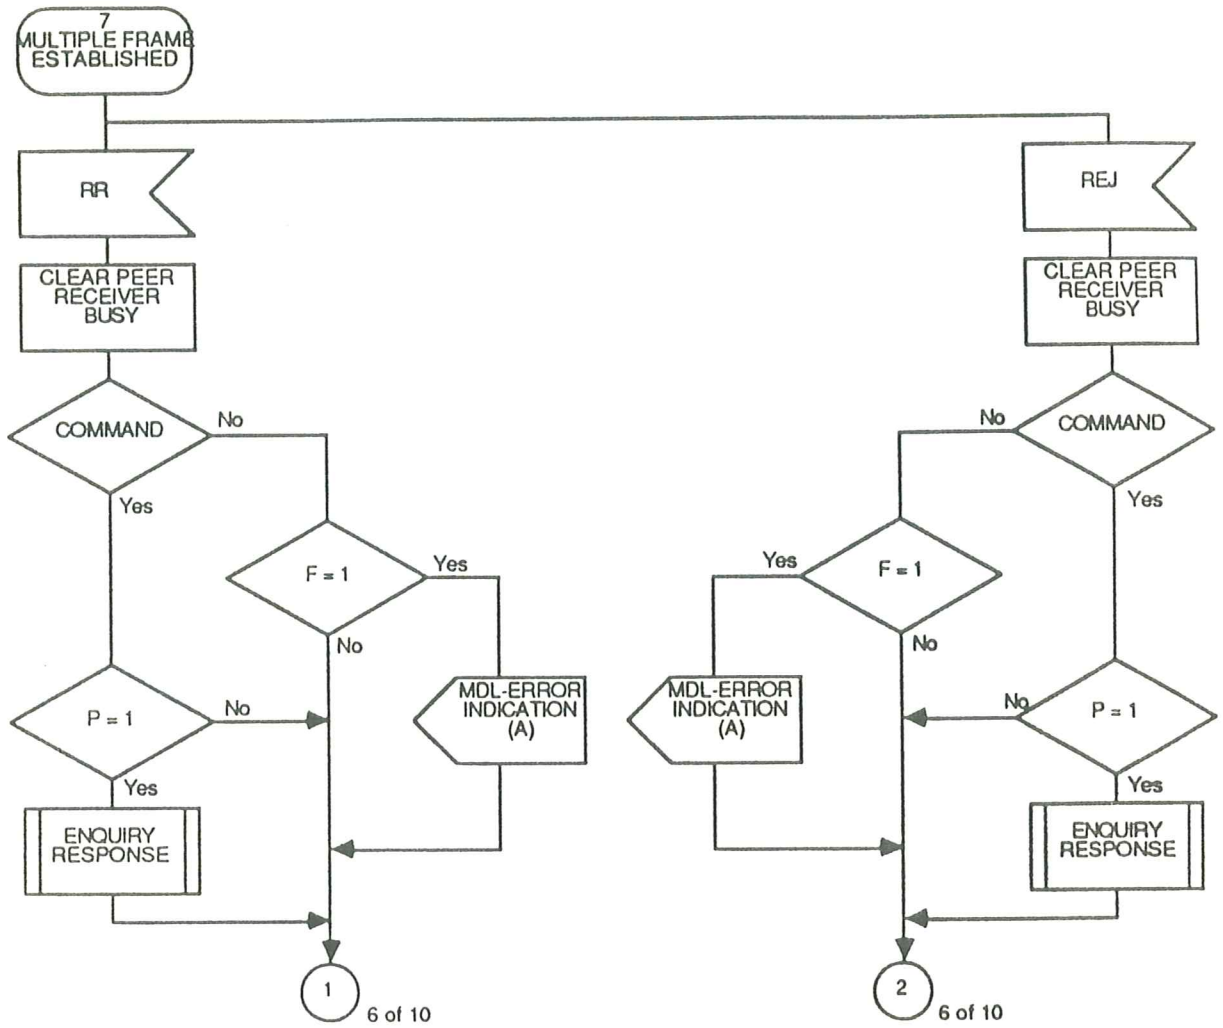 7
MULTIPLE FRAME
ESTABLISHED
RR
REJ
CLEAR PEER
RECEIVER
BUSY
CLEAR PEER
RECEIVER
BUSY
COMMAND
No
Yes
No
COMMAND
Yes
F = 1
Yes
No
Yes
F = 1
No
P = 1
No
Yes
MDL-ERROR
INDICATION
(A)
MDL-ERROR
INDICATION
(A)
No
P = 1
Yes
ENQUIRY
RESPONSE
ENQUIRY
RESPONSE
1
6 of 10
2
6 of 10